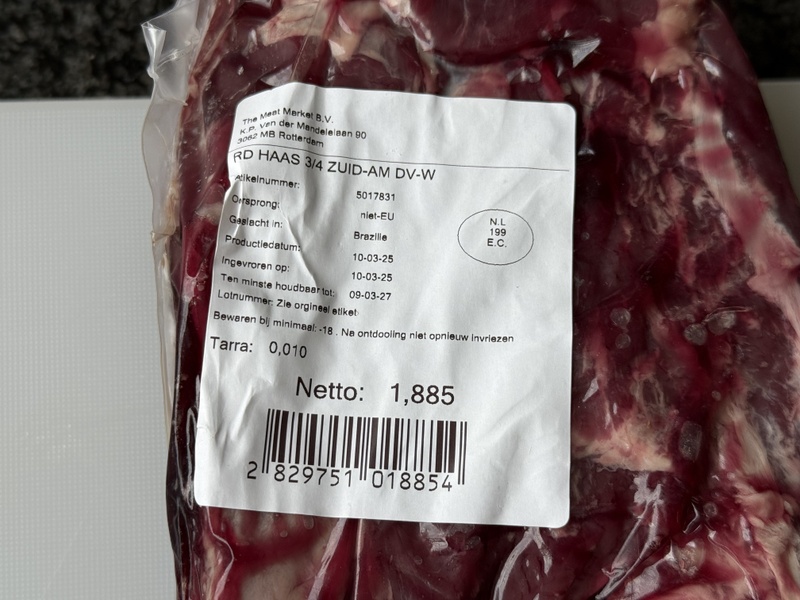 The Meat Market B.V.
K.P. Van der Mandelelaan 90
3062 MB Rotterdam
RD HAAS 3/4 ZUID-AM DV-W
Artikelnummer: 5017831
Oorsprong: niet-EU
Geslacht in: Brazilie
Productiedatum: 10-03-25
Ingevroren op: 10-03-25
Ten minste houdbaar tot: 09-03-27
Lotnummer: Zie orgineel etiket
Bewaren bij minimaal: -18 . Na ontdooiing niet opnieuw invriezen
N.L
199
E.C.
Tarra: 0,010
Netto: 1,885
2 829751 018854